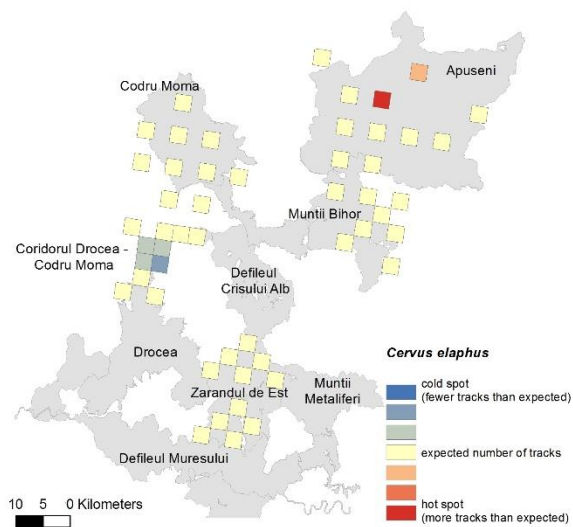 Codru Moma
Apuseni
Muntii Bihor
Coridorul Drocea -
Codru Moma
Defileul
Crisului Alb
Drocea
Zarandul de Est
Muntii
Metaliferi
Defileul Muresului
10 5 0 Kilometers
Cervus elaphus
cold spot
(fewer tracks than expected)
expected number of tracks
hot spot
(more tracks than expected)